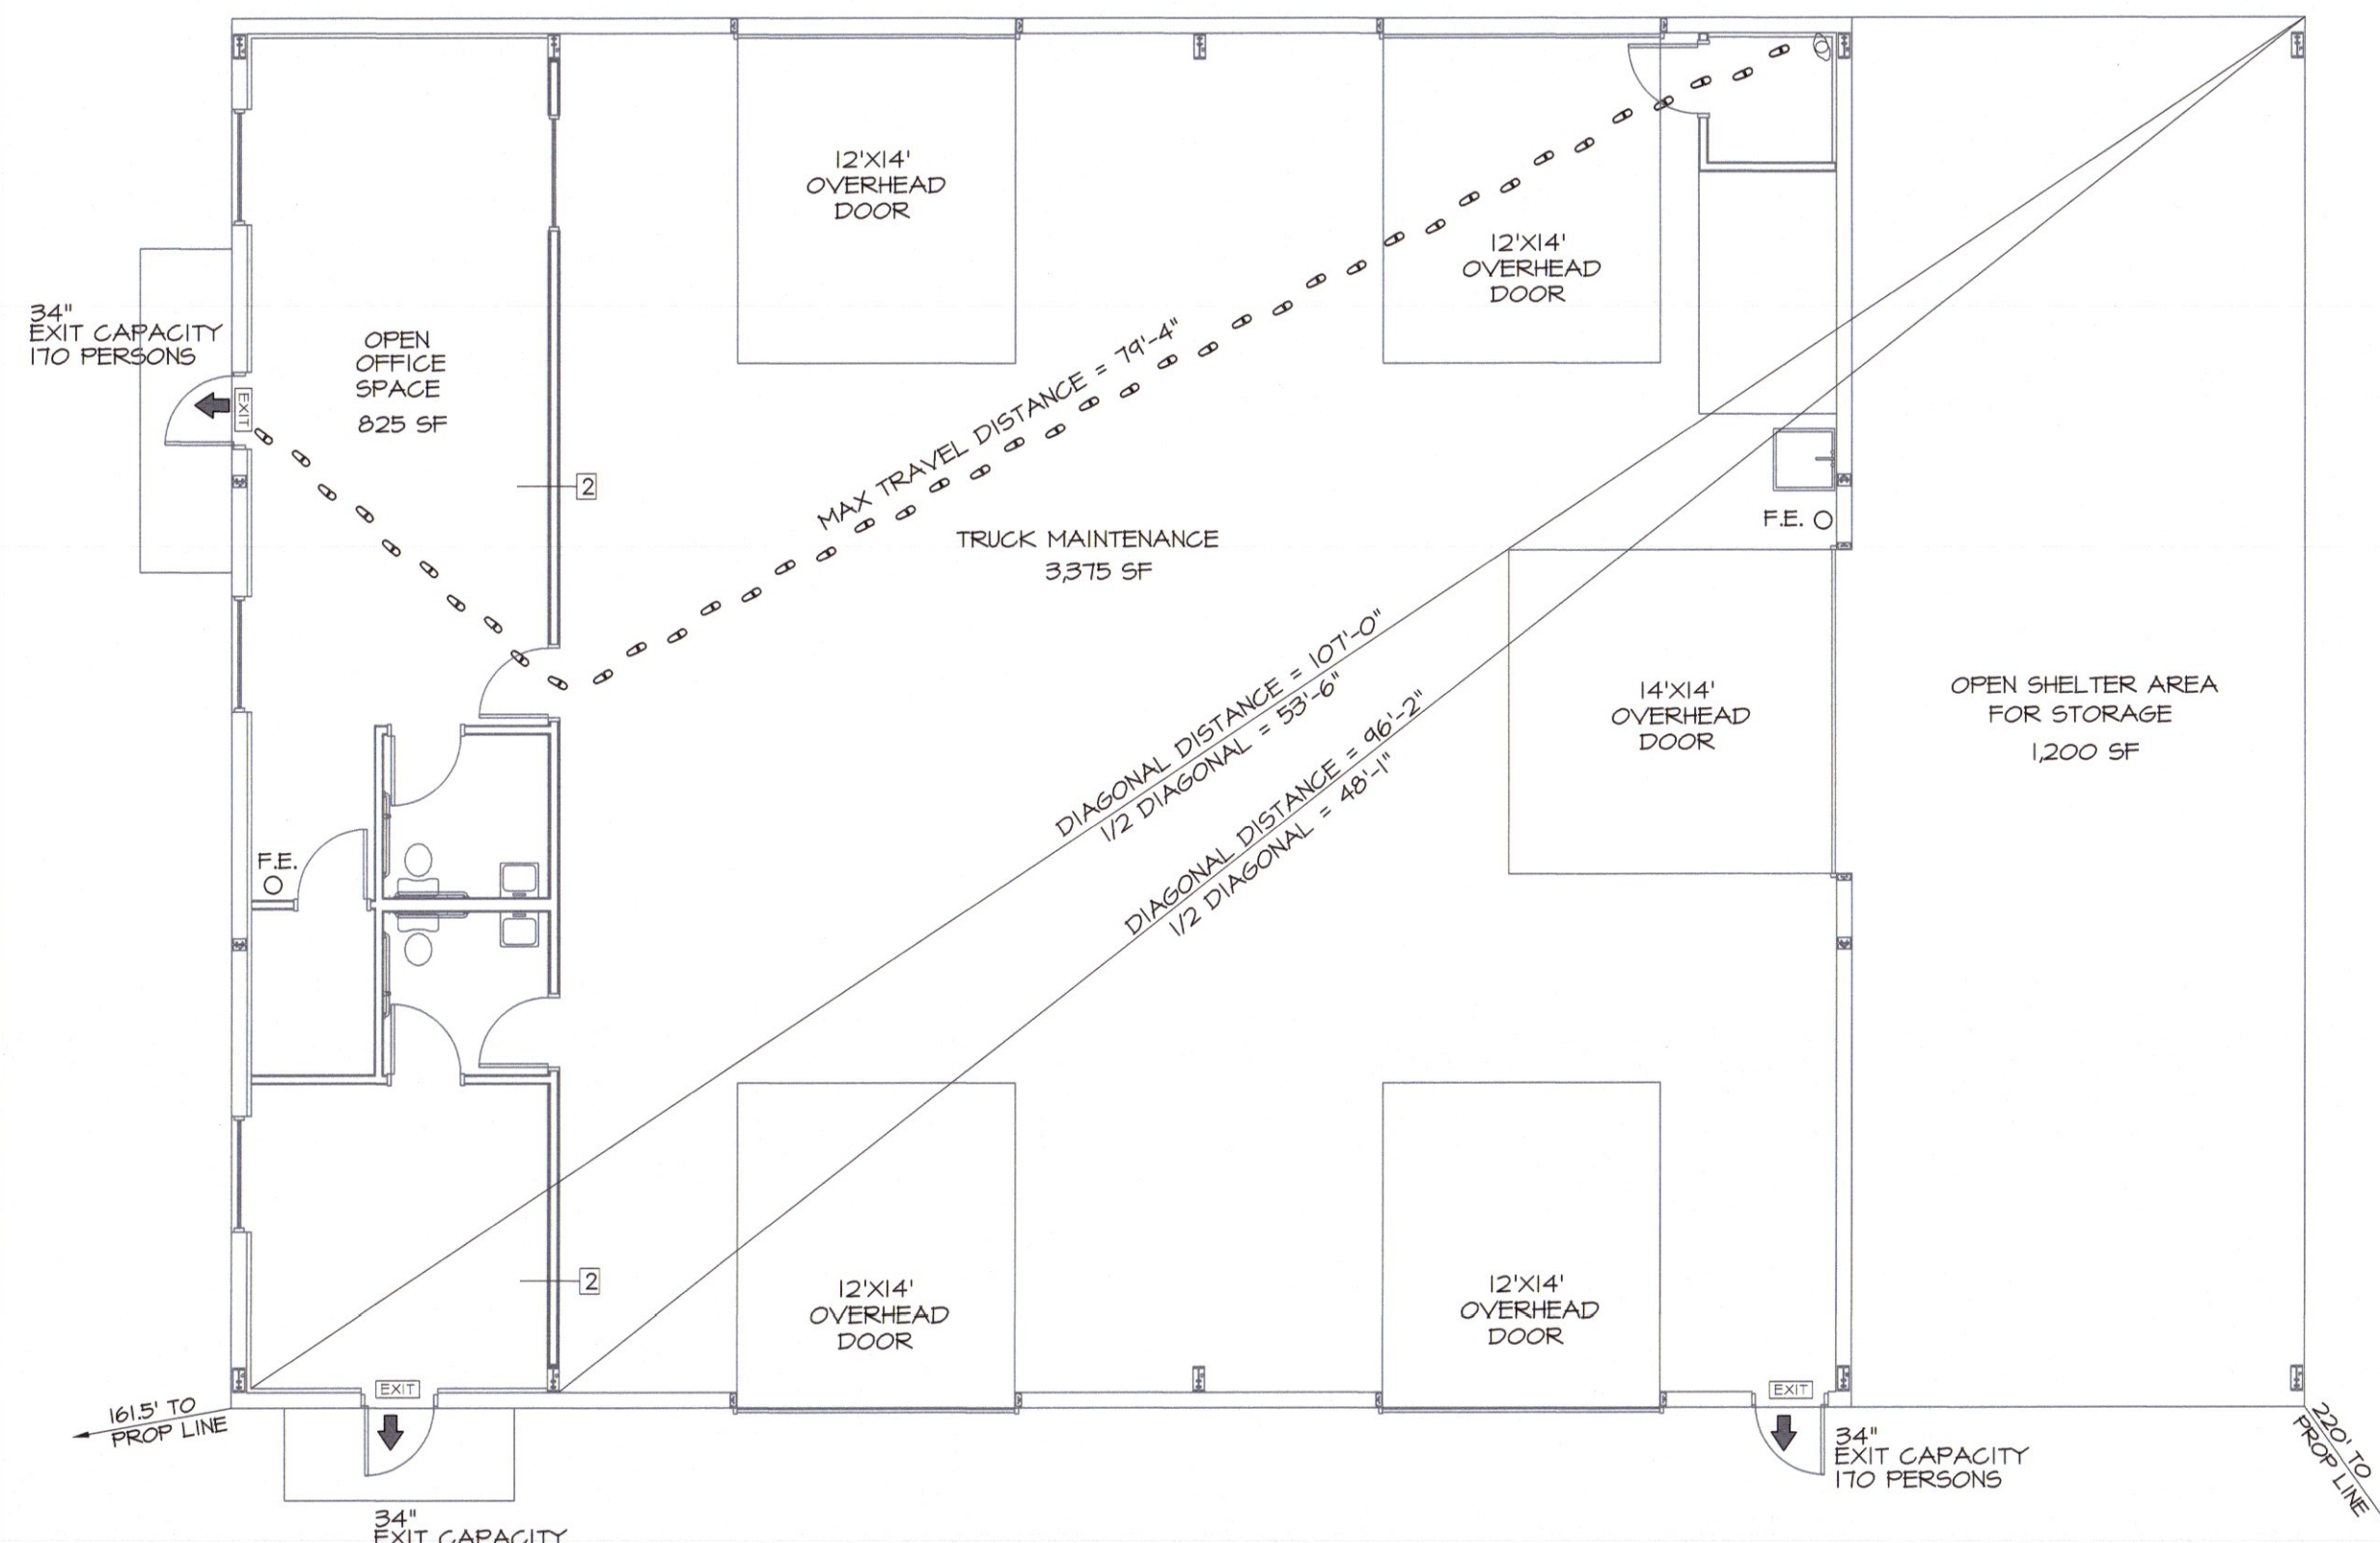 12'X14'
OVERHEAD
DOOR
12'X14'
OVERHEAD
DOOR
34"
EXIT CAPACITY
170 PERSONS
EXIT
OPEN
OFFICE
SPACE
825 SF
2
MAX TRAVEL DISTANCE = 79'-4"
TRUCK MAINTENANCE
3,375 SF
F.E.
14'X14'
OVERHEAD
DOOR
OPEN SHELTER AREA
FOR STORAGE
1,200 SF
DIAGONAL DISTANCE = 107'-0"
1/2 DIAGONAL = 53'-6"
DIAGONAL DISTANCE = 96'-2"
1/2 DIAGONAL = 48'-1"
F.E.
2
12'X14'
OVERHEAD
DOOR
12'X14'
OVERHEAD
DOOR
EXIT
EXIT
161.5' TO
PROP LINE
34"
EXIT CAPACITY
170 PERSONS
220' TO
PROP LINE
34"
EXIT CAPACITY